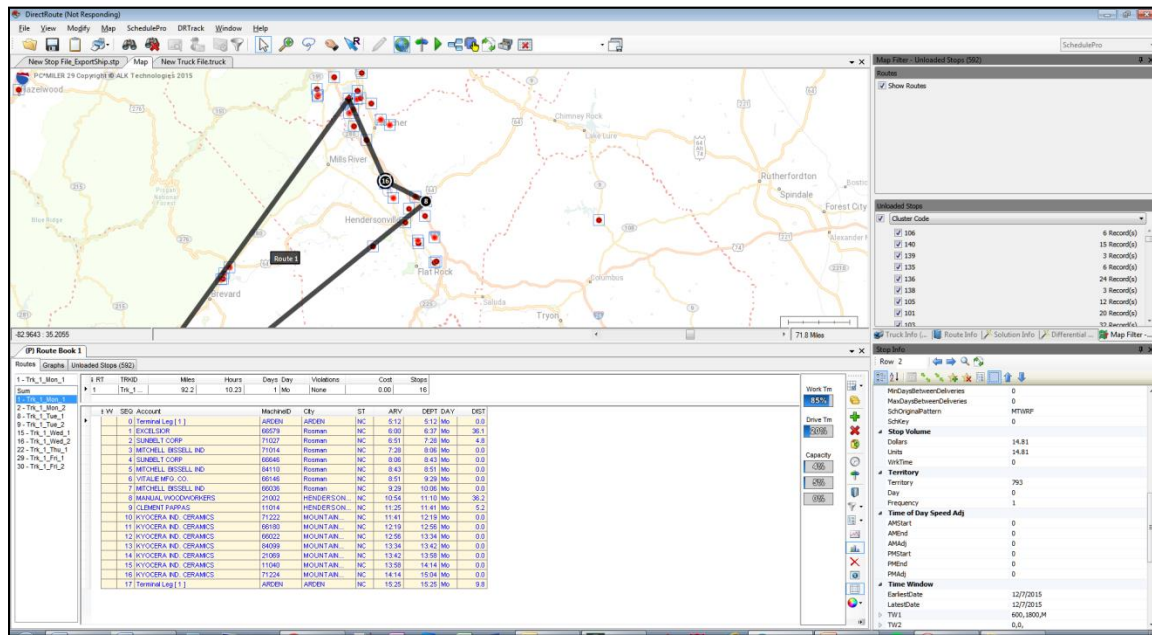 DirectRoute (Not Responding)
File View Modify Map SchedulePro DRTrack Window Help
SchedulePro
New Stop File_ExportShip.stp Map New Truck File.truck
PC*MILER 29 Copyright @ ALK Technologies 2015
Hazelwood
Chimney Rock
Lake Lure
Mills River
Rutherfordton
Spindale
Forest City
Pisgah National Forest
Blue Ridge
Hendersonville
16
8
Route 1
Flat Rock
Columbus
Brevard
Saluda
Tryon
-82.9643 : 35.2055
71.8 Miles
Map Filter - Unloaded Stops (592)
Routes
Show Routes
Unloaded Stops
Cluster Code
106 6 Record(s)
140 15 Record(s)
139 3 Record(s)
135 6 Record(s)
136 24 Record(s)
138 3 Record(s)
105 12 Record(s)
101 20 Record(s)
103 32 Record(s)
Truck Info (... Route Info Solution Info Differential ... Map Filter -...
(P) Route Book 1
Routes Graphs Unloaded Stops (592)
1 - Trk_1_Mon_1
Sum
1 - Trk_1_Mon_1
2 - Trk_1_Mon_2
8 - Trk_1_Tue_1
9 - Trk_1_Tue_2
15 - Trk_1_Wed_1
16 - Trk_1_Wed_2
22 - Trk_1_Thu_1
29 - Trk_1_Fri_1
30 - Trk_1_Fri_2
RT TRKID Miles Hours Days Day Violations Cost Stops
1 Trk_1... 92.2 10.23 1 Mo None 0.00 16
W SEQ Account MachineID City ST ARV DEPT DAY DIST
0 Terminal Leg [ 1 ] ARDEN ARDEN NC 5:12 5:12 Mo 0.0
1 EXCELSIOR 66579 Rosman NC 6:00 6:37 Mo 36.1
2 SUNBELT CORP 71027 Rosman NC 6:51 7:28 Mo 4.8
3 MITCHELL BISSELL IND 71014 Rosman NC 7:28 8:06 Mo 0.0
4 SUNBELT CORP 66646 Rosman NC 8:06 8:43 Mo 0.0
5 MITCHELL BISSELL IND 84110 Rosman NC 8:43 8:51 Mo 0.0
6 VITALIE MFG. CO. 66146 Rosman NC 8:51 9:29 Mo 0.0
7 MITCHELL BISSELL IND 66036 Rosman NC 9:29 10:06 Mo 0.0
8 MANUAL WOODWORKERS 21002 HENDERSON... NC 10:54 11:10 Mo 36.2
9 CLEMENT PAPPAS 11014 HENDERSON... NC 11:25 11:41 Mo 5.2
10 KYOCERA IND. CERAMICS 71222 MOUNTAIN... NC 11:41 12:19 Mo 0.0
11 KYOCERA IND. CERAMICS 66180 MOUNTAIN... NC 12:19 12:56 Mo 0.0
12 KYOCERA IND. CERAMICS 66022 MOUNTAIN... NC 12:56 13:34 Mo 0.0
13 KYOCERA IND. CERAMICS 84099 MOUNTAIN... NC 13:34 13:42 Mo 0.0
14 KYOCERA IND. CERAMICS 21069 MOUNTAIN... NC 13:42 13:58 Mo 0.0
15 KYOCERA IND. CERAMICS 11040 MOUNTAIN... NC 13:58 14:14 Mo 0.0
16 KYOCERA IND. CERAMICS 71224 MOUNTAIN... NC 14:14 15:04 Mo 0.0
17 Terminal Leg [ 1 ] ARDEN ARDEN NC 15:25 15:25 Mo 9.8
Work Tm
85%
Drive Tm
20%
Capacity
4%
5%
0%
Stop Info
Row 2
MinDaysBetweenDeliveries 0
MaxDaysBetweenDeliveries 0
SchOriginalPattern MTWRF
SchKey 0
Stop Volume
Dollars 14.81
Units 14.81
WrkTime 0
Territory
Territory 793
Day 0
Frequency 1
Time of Day Speed Adj
AMStart 0
AMEnd 0
AMAdj 0
PMStart 0
PMEnd 0
PMAdj 0
Time Window
EarliestDate 12/7/2015
LatestDate 12/7/2015
TW1 600,1800,M
TW2 0,0,